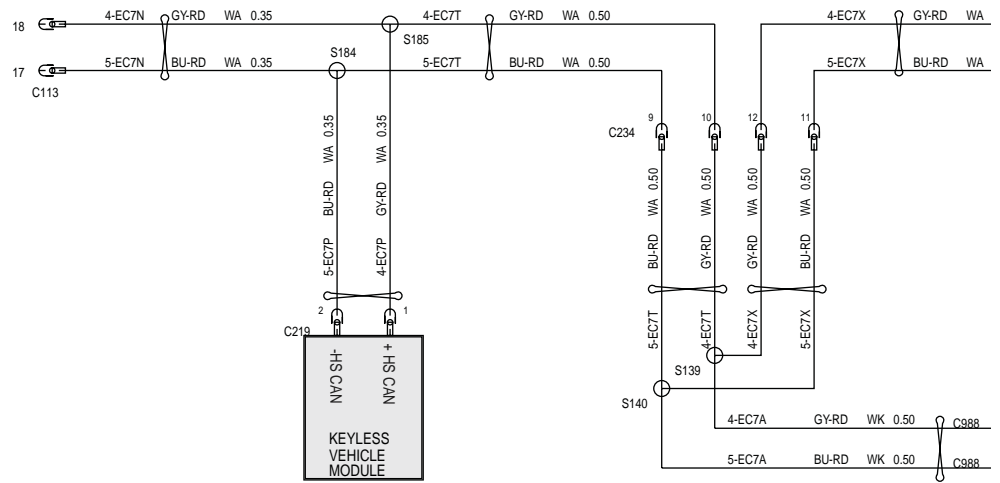 18 4-EC7N GY-RD WA 0.35 4-EC7T GY-RD WA 0.50 4-EC7X GY-RD WA
S185
S184
17 5-EC7N BU-RD WA 0.35 5-EC7T BU-RD WA 0.50 5-EC7X BU-RD WA
C113
C234 9 10 12 11
5-EC7P BU-RD WA 0.35
4-EC7P GY-RD WA 0.35
5-EC7T BU-RD WA 0.50
4-EC7T GY-RD WA 0.50
4-EC7X GY-RD WA 0.50
5-EC7X BU-RD WA 0.50
C219 2 1
-HS CAN
+ HS CAN
KEYLESS
VEHICLE
MODULE
S139
S140
4-EC7A GY-RD WK 0.50 C988
5-EC7A BU-RD WK 0.50 C988